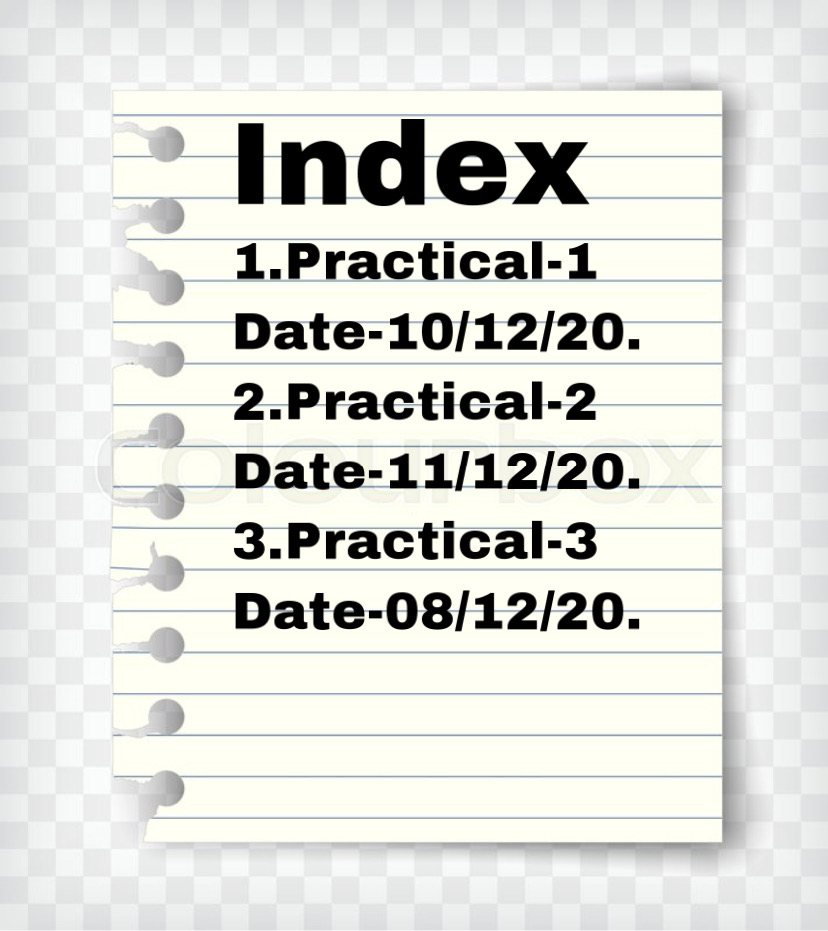 Index
1.Practical-1
Date-10/12/20.
2.Practical-2
Date-11/12/20.
colourbox
3.Practical-3
Date-08/12/20.